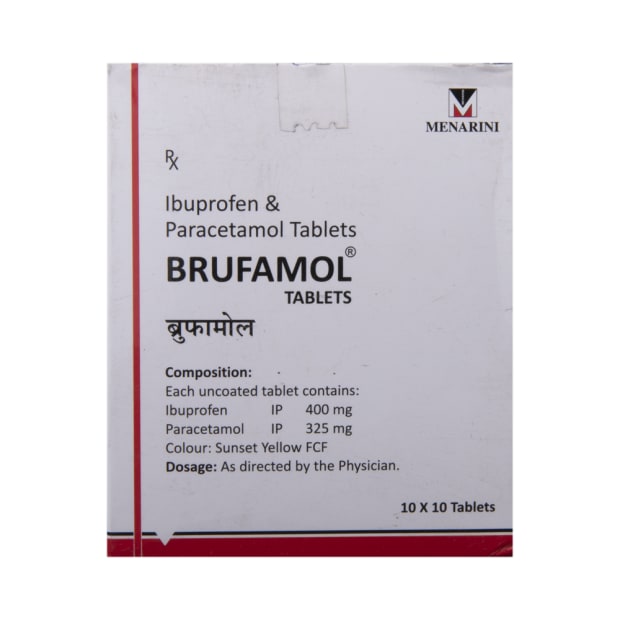 MENARINI
Rx
Ibuprofen &
Paracetamol Tablets
BRUFAMOL®
TABLETS
ब्रुफामोल
Composition:
Each uncoated tablet contains:
Ibuprofen IP 400 mg
Paracetamol IP 325 mg
Colour: Sunset Yellow FCF
Dosage: As directed by the Physician.
10 X 10 Tablets